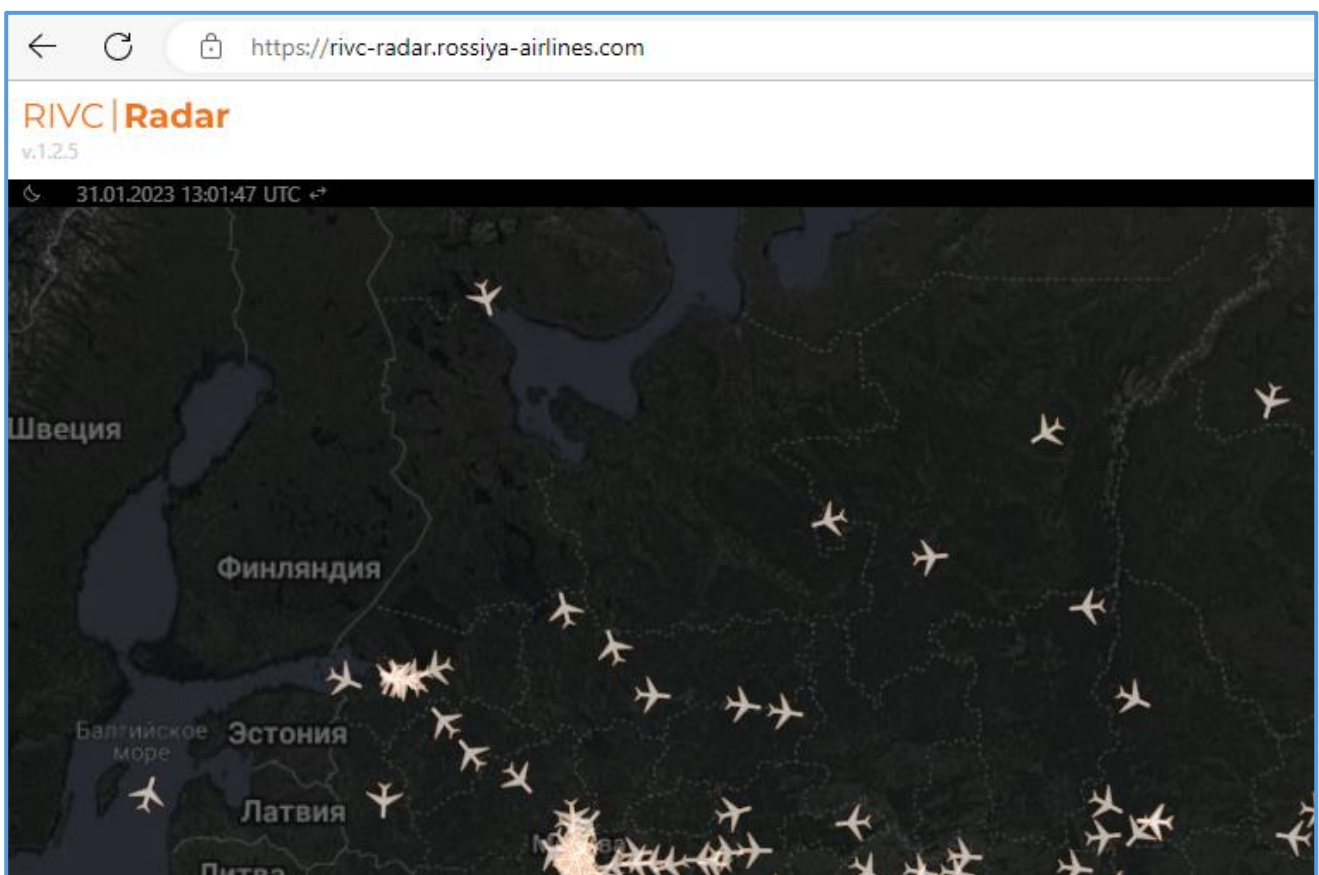 https://rivc-radar.rossiya-airlines.com
RIVC|Radar
v.1.2.5
31.01.2023 13:01:47 UTC
Швеция
Финляндия
Балтийское
море
Эстония
Латвия
Литва